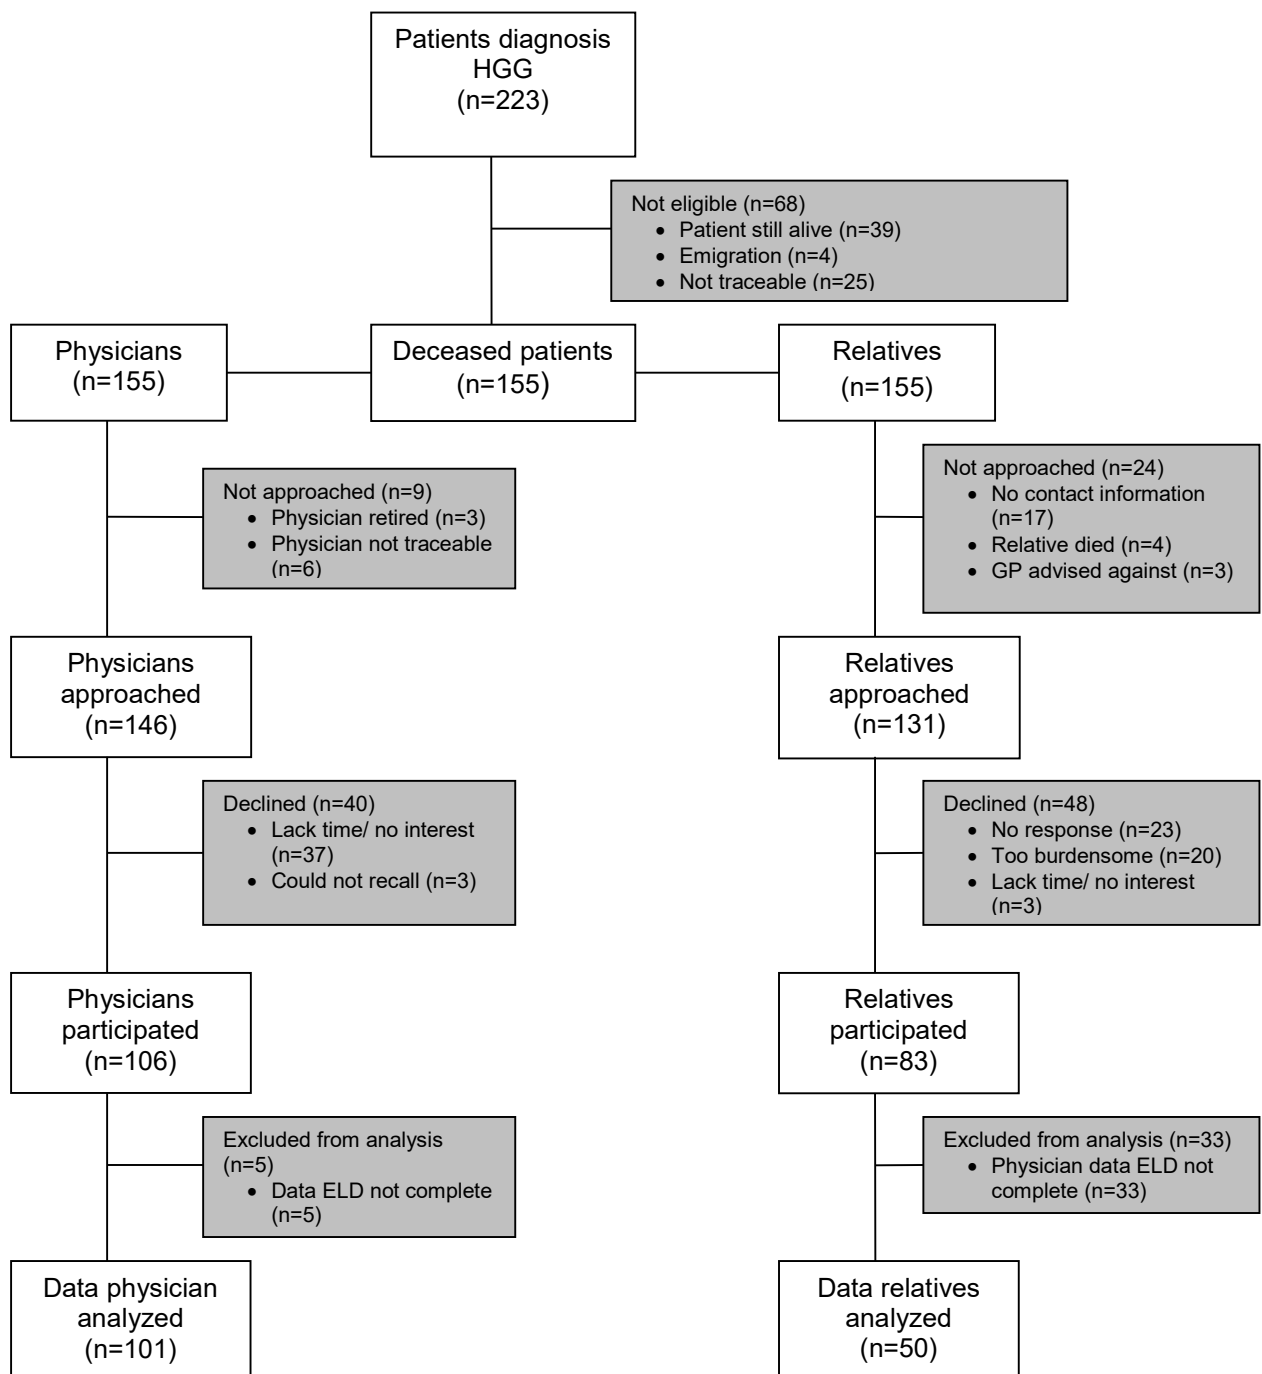 Patients diagnosis
HGG
(n=223)
Not eligible (n=68)
• Patient still alive (n=39)
• Emigration (n=4)
• Not traceable (n=25)
Physicians
(n=155)
Deceased patients
(n=155)
Relatives
(n=155)
Not approached (n=9)
• Physician retired (n=3)
• Physician not traceable
(n=6)
Not approached (n=24)
• No contact information
(n=17)
• Relative died (n=4)
• GP advised against (n=3)
Physicians
approached
(n=146)
Relatives
approached
(n=131)
Declined (n=40)
• Lack time/ no interest
(n=37)
• Could not recall (n=3)
Declined (n=48)
• No response (n=23)
• Too burdensome (n=20)
• Lack time/ no interest
(n=3)
Physicians
participated
(n=106)
Relatives
participated
(n=83)
Excluded from analysis
(n=5)
• Data ELD not complete
(n=5)
Excluded from analysis (n=33)
• Physician data ELD not
complete (n=33)
Data physician
analyzed
(n=101)
Data relatives
analyzed
(n=50)